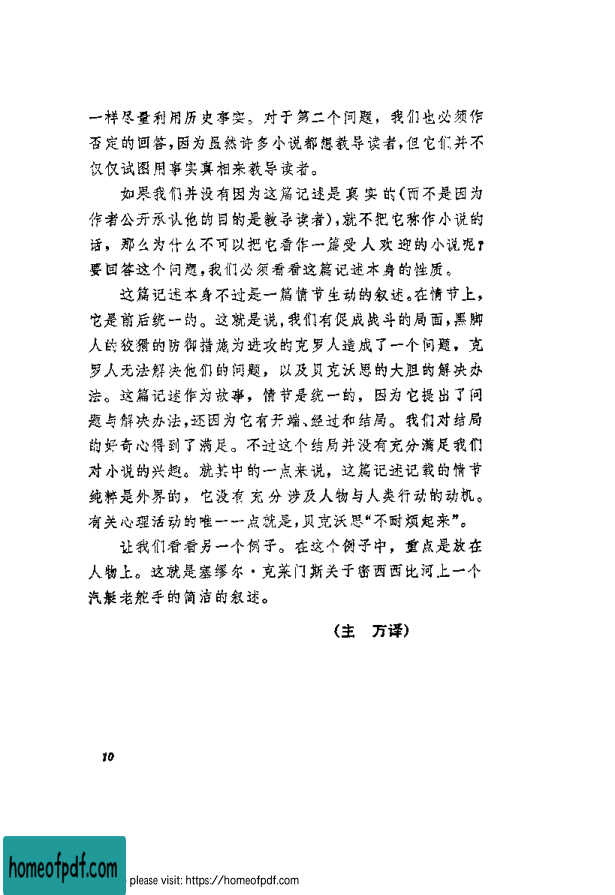 一样尽量利用历史事实。对于第二个问题，我们也必须作
否定的回答，因为虽然许多小说都想教导读者，但它们并不
仅仅试图用事实真相来教导读者。
如果我们并没有因为这篇记述是真实的(而不是因为
作者公开承认他的目的是教导读者)，就不把它称作小说的
话，那么为什么不可以把它看作一篇受人欢迎的小说呢？
要回答这个问题，我们必须看看这篇记述本身的性质。
这篇记述本身不过是一篇情节生动的叙述。在情节上，
它是前后统一的。这就是说，我们有促成战斗的局面，黑脚
人的狡猾的防御措施为进攻的克罗人造成了一个问题，克
罗人无法解决他们的问题，以及贝克沃思的大胆的解决办
法。这篇记述作为故事，情节是统一的，因为它提出了问
题与解决办法，还因为它有开端、经过和结局。我们对结局
的好奇心得到了满足。不过这个结局并没有充分满足我们
对小说的兴趣。就其中的一点来说，这篇记述记载的情节
纯粹是外界的，它没有充分涉及人物与人类行动的动机。
有关心理活动的唯一一点就是，贝克沃思“不耐烦起来”。
让我们看看另一个例子。在这个例子中，重点是放在
人物上。这就是塞缪尔·克莱门斯关于密西西比河上一个
汽艇老舵手的简洁的叙述。
(主　万译)
10
homeofpdf.com
please visit: https://homeofpdf.com